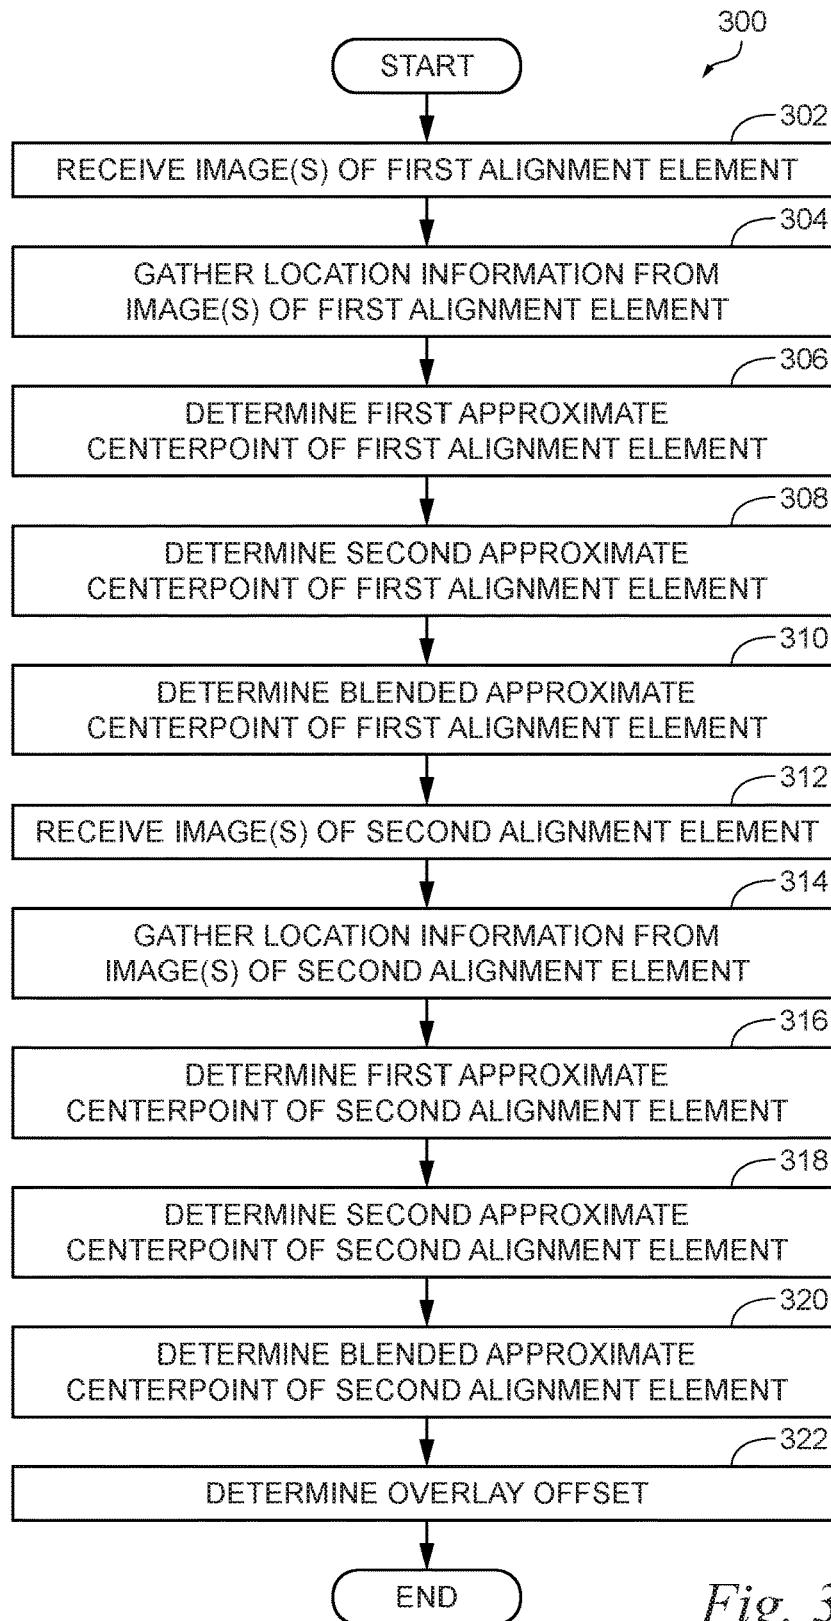 300
START
302
RECEIVE IMAGE(S) OF FIRST ALIGNMENT ELEMENT
304
GATHER LOCATION INFORMATION FROM
IMAGE(S) OF FIRST ALIGNMENT ELEMENT
306
DETERMINE FIRST APPROXIMATE
CENTERPOINT OF FIRST ALIGNMENT ELEMENT
308
DETERMINE SECOND APPROXIMATE
CENTERPOINT OF FIRST ALIGNMENT ELEMENT
310
DETERMINE BLENDED APPROXIMATE
CENTERPOINT OF FIRST ALIGNMENT ELEMENT
312
RECEIVE IMAGE(S) OF SECOND ALIGNMENT ELEMENT
314
GATHER LOCATION INFORMATION FROM
IMAGE(S) OF SECOND ALIGNMENT ELEMENT
316
DETERMINE FIRST APPROXIMATE
CENTERPOINT OF SECOND ALIGNMENT ELEMENT
318
DETERMINE SECOND APPROXIMATE
CENTERPOINT OF SECOND ALIGNMENT ELEMENT
320
DETERMINE BLENDED APPROXIMATE
CENTERPOINT OF SECOND ALIGNMENT ELEMENT
322
DETERMINE OVERLAY OFFSET
END
Fig. 3